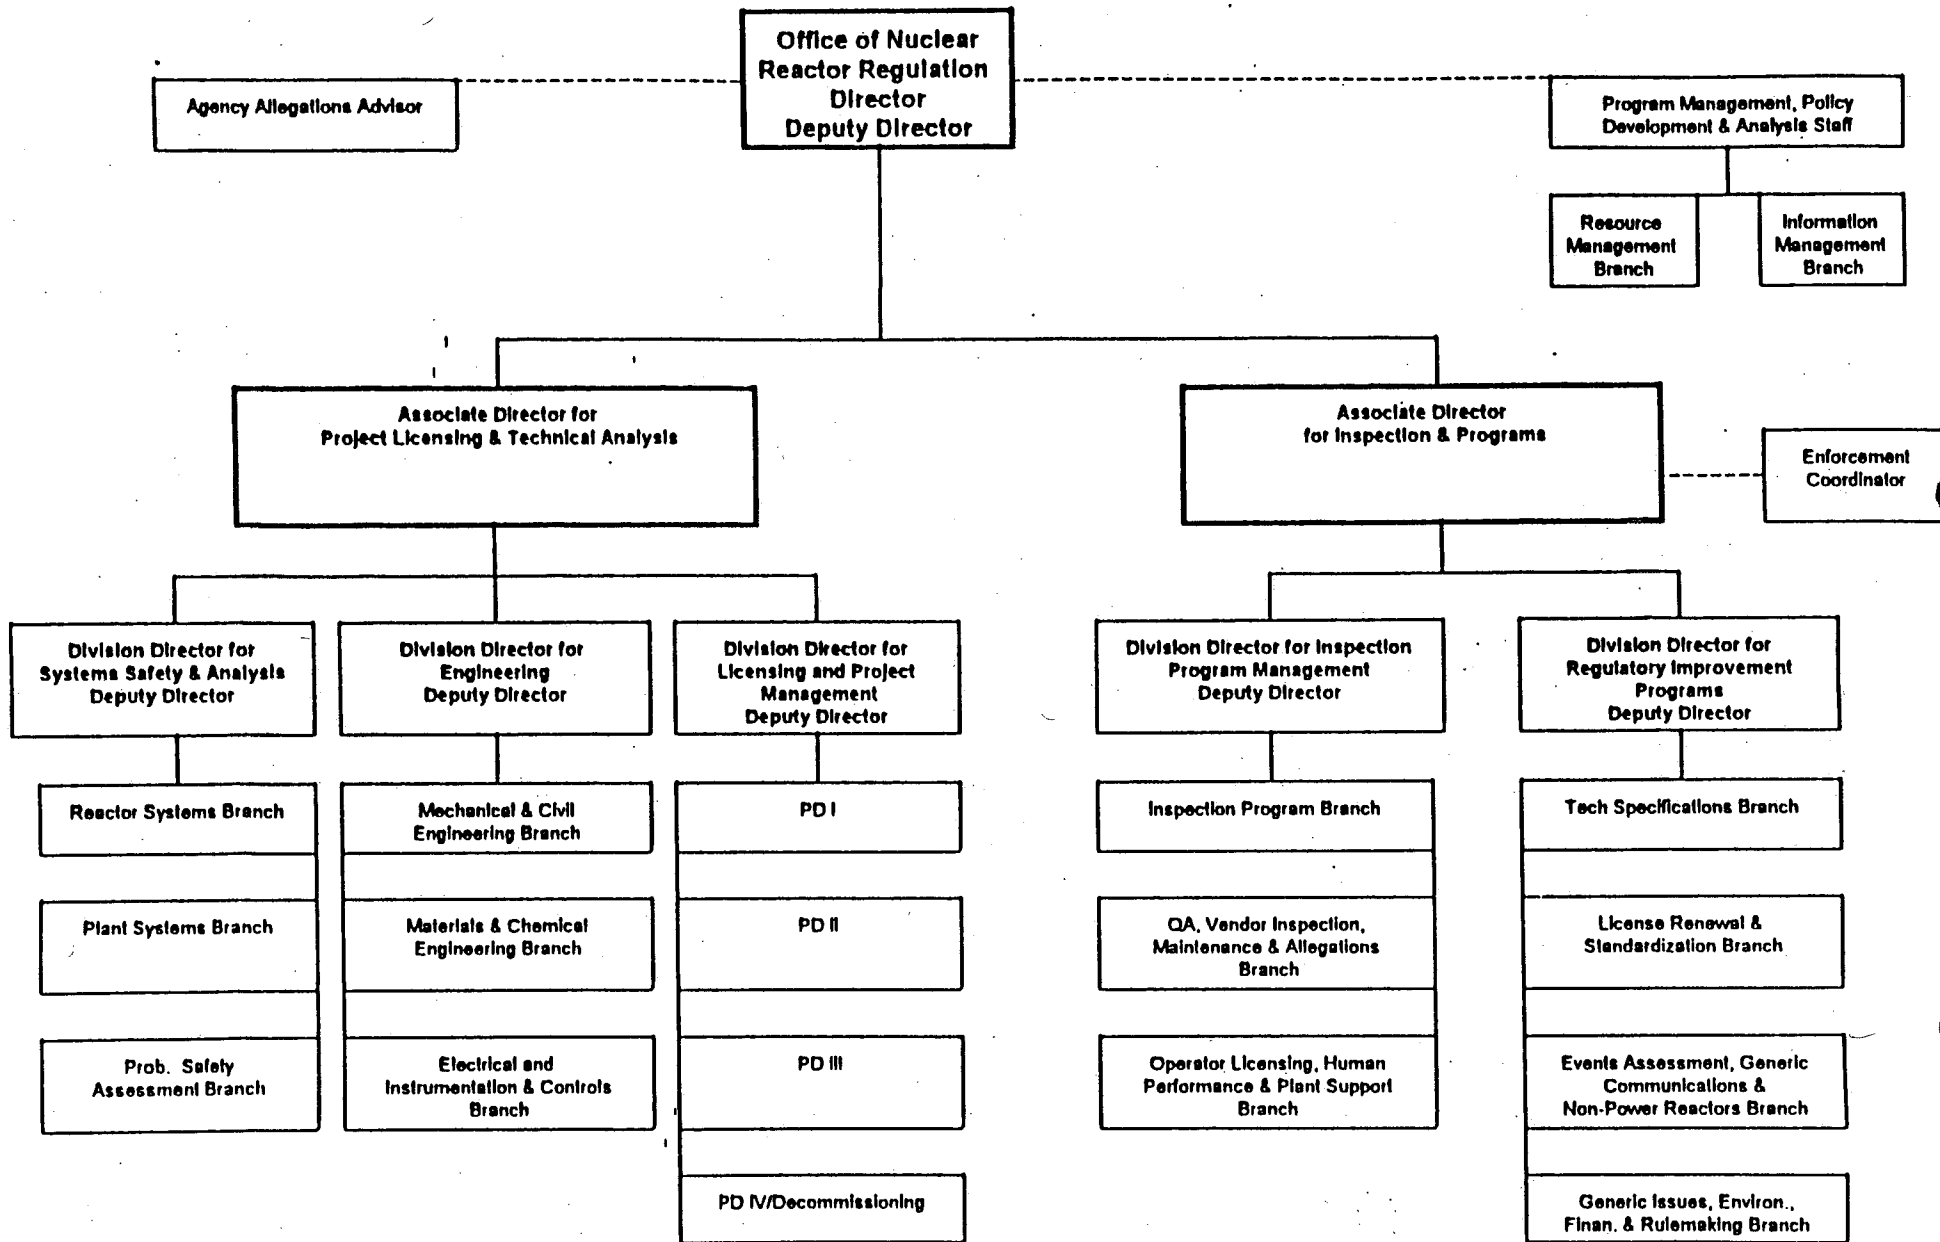 Office of Nuclear
Reactor Regulation
Director
Deputy Director
Agency Allegations Advisor
Program Management, Policy
Development & Analysis Staff
Resource
Management
Branch
Information
Management
Branch
Associate Director for
Project Licensing & Technical Analysis
Associate Director
for Inspection & Programs
Enforcement
Coordinator
Division Director for
Systems Safety & Analysis
Deputy Director
Division Director for
Engineering
Deputy Director
Division Director for
Licensing and Project
Management
Deputy Director
Division Director for Inspection
Program Management
Deputy Director
Division Director for
Regulatory Improvement
Programs
Deputy Director
Reactor Systems Branch
Mechanical & Civil
Engineering Branch
PD I
Inspection Program Branch
Tech Specifications Branch
Plant Systems Branch
Materials & Chemical
Engineering Branch
PD II
QA, Vendor Inspection,
Maintenance & Allegations
Branch
License Renewal &
Standardization Branch
Prob. Safety
Assessment Branch
Electrical and
Instrumentation & Controls
Branch
PD III
Operator Licensing, Human
Performance & Plant Support
Branch
Events Assessment, Generic
Communications &
Non-Power Reactors Branch
PD IV/Decommissioning
Generic Issues, Environ.,
Finan. & Rulemaking Branch